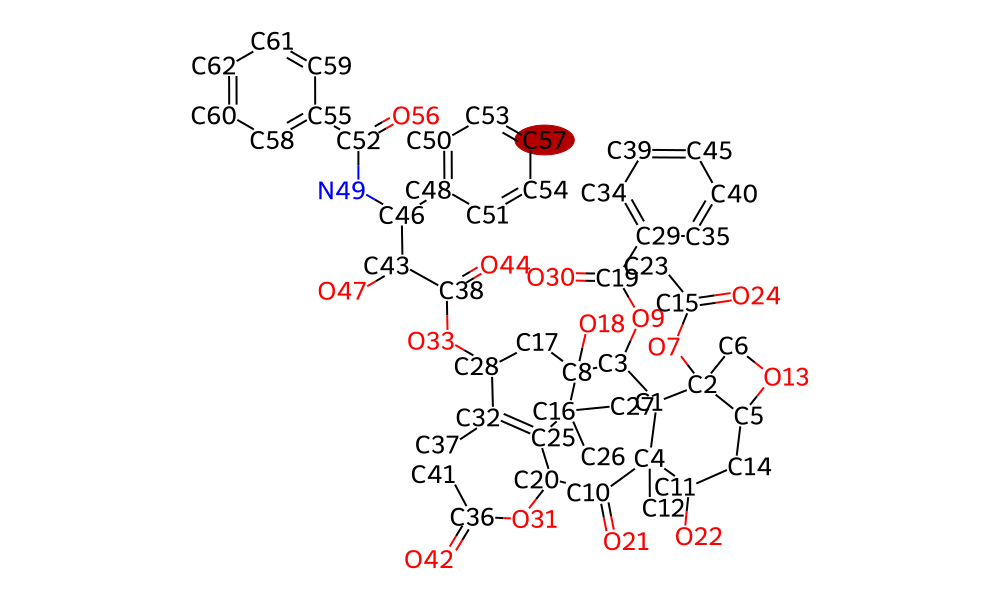 C61
C62 C59
C60 C55 O56 C53
C58 C52 C50 C57 C39 C45
N49 C48 C54 C34 C40
C46 C51 C29 C35
C43 O44 O30 C19 C23
O47 C38 C15 O24
O33 C17 O18 O9 O7 C6
C28 C8 C3 C2 O13
C32 C16 C27 C1 C5
C37 C25 C26 C4 C14
C41 C20 C10 C11
C36 O31 C12
O42 O21 O22